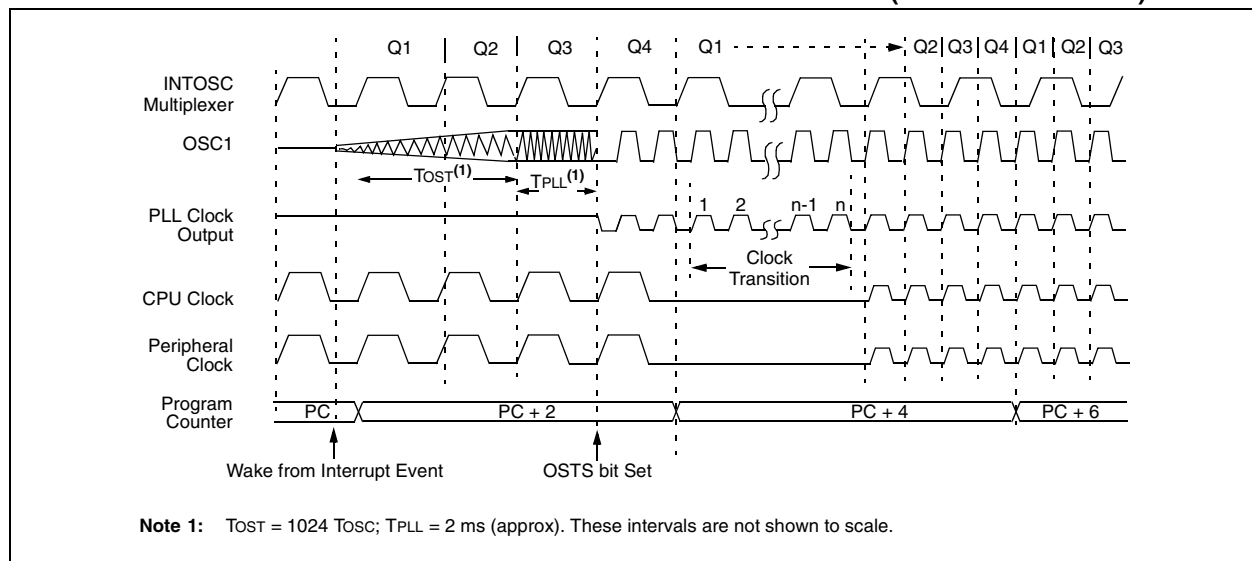 Q1 Q2 Q3 Q4 Q1 Q2 Q3 Q4 Q1 Q2 Q3
INTOSC
Multiplexer
OSC1
TOST(1) TPLL(1)
1 2 n-1 n
PLL Clock
Output
Clock
Transition
CPU Clock
Peripheral
Clock
Program
Counter
PC PC + 2 PC + 4 PC + 6
Wake from Interrupt Event OSTS bit Set
Note 1: TOST = 1024 TOSC; TPLL = 2 ms (approx). These intervals are not shown to scale.